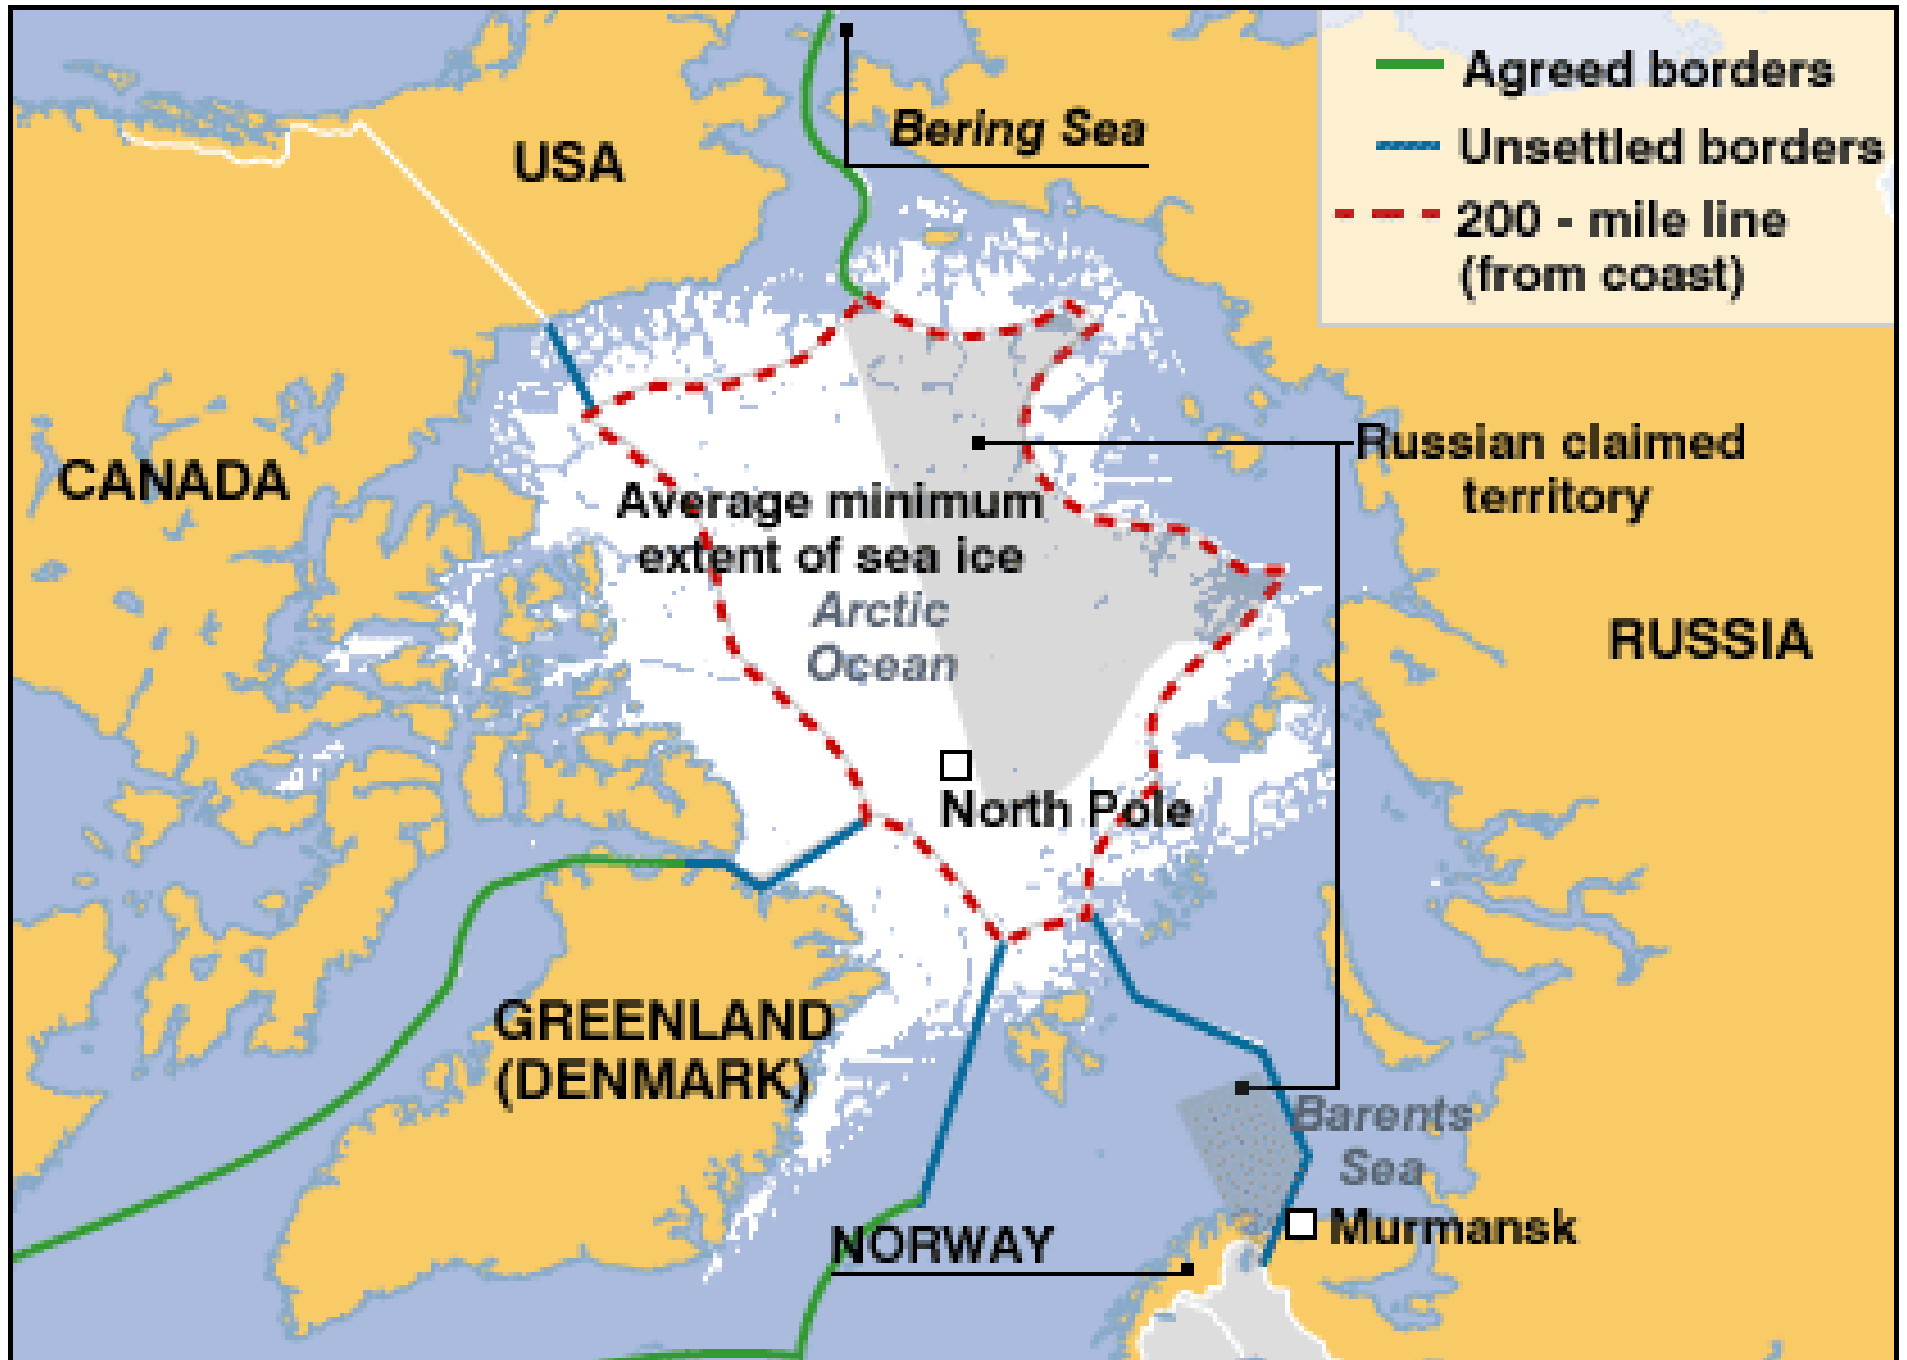 Agreed borders
Unsettled borders
200 - mile line
(from coast)
Bering Sea
USA
CANADA
Russian claimed
territory
Average minimum
extent of sea ice
Arctic
Ocean
RUSSIA
North Pole
GREENLAND
(DENMARK)
Barents
Sea
Murmansk
NORWAY